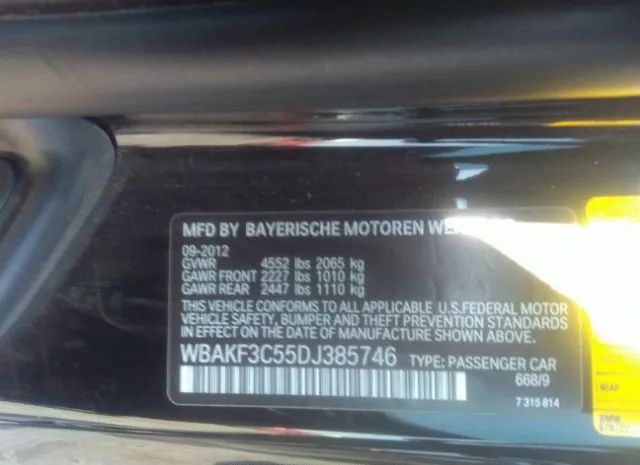 MFD BY BAYERISCHE MOTOREN
09-2012
GVWR 4552 lbs 2065 kg
GAWR FRONT 2227 lbs 1010 kg
GAWR REAR 2447 lbs 1110 kg
THIS VEHICLE CONFORMS TO ALL APPLICABLE U.S.FEDERAL MOTOR
VEHICLE SAFETY, BUMPER AND THEFT PREVENTION STANDARDS
IN EFFECT ON THE DATE OF MANUFACTURE SHOWN ABOVE.
WBAKF3C55DJ385746 TYPE: PASSENGER CAR
668/9
7 315 814
REAR